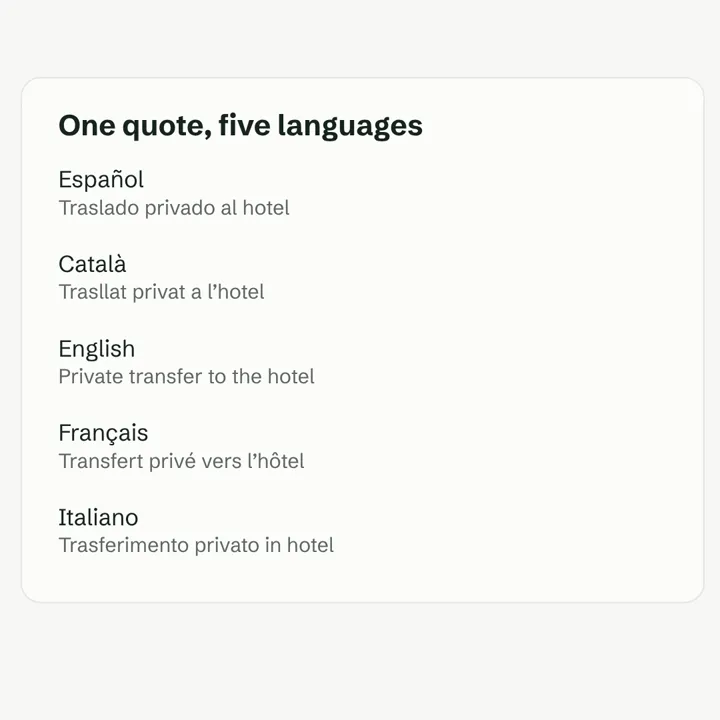 One quote, five languages
Español
Traslado privado al hotel
Català
Trasllat privat a l’hotel
English
Private transfer to the hotel
Français
Transfert privé vers l’hôtel
Italiano
Trasferimento privato in hotel